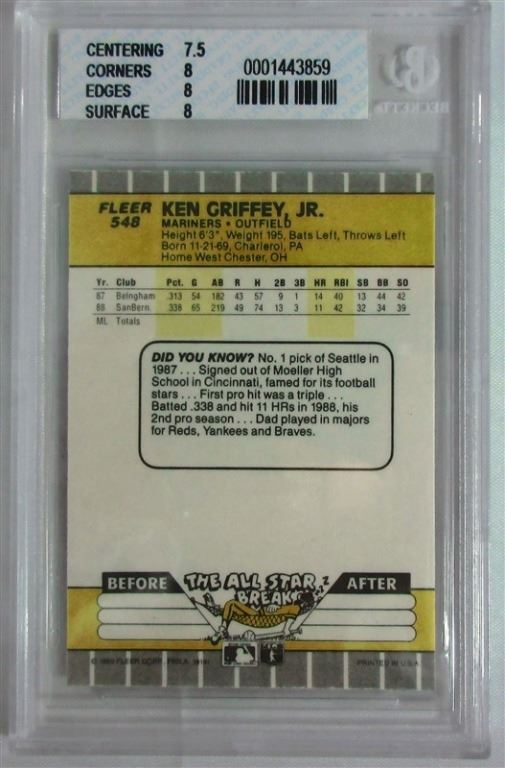 CENTERING 7.5
CORNERS 8
EDGES 8
SURFACE 8
0001443859
BECKETT
FLEER
548
KEN GRIFFEY, JR.
MARINERS • OUTFIELD
Height 6'3", Weight 195, Bats Left, Throws Left
Born 11-21-69, Charleroi, PA
Home West Chester, OH
Yr. Club Pct. G AB R H 2B 3B HR RBI SB BB SO
87 Belngham .313 54 182 43 57 9 1 14 40 13 44 42
88 SanBern .338 65 219 49 74 13 3 11 42 32 34 39
ML Totals
DID YOU KNOW? No. 1 pick of Seattle in
1987 . . . Signed out of Moeller High
School in Cincinnati, famed for its football
stars . . . First pro hit was a triple . . .
Batted .338 and hit 11 HRs in 1988, his
2nd pro season . . . Dad played in majors
for Reds, Yankees and Braves.
BEFORE
THE ALL STAR
BREAK
AFTER
© 1989 FLEER CORP., PHILA. 19141
PRINTED IN U.S.A.